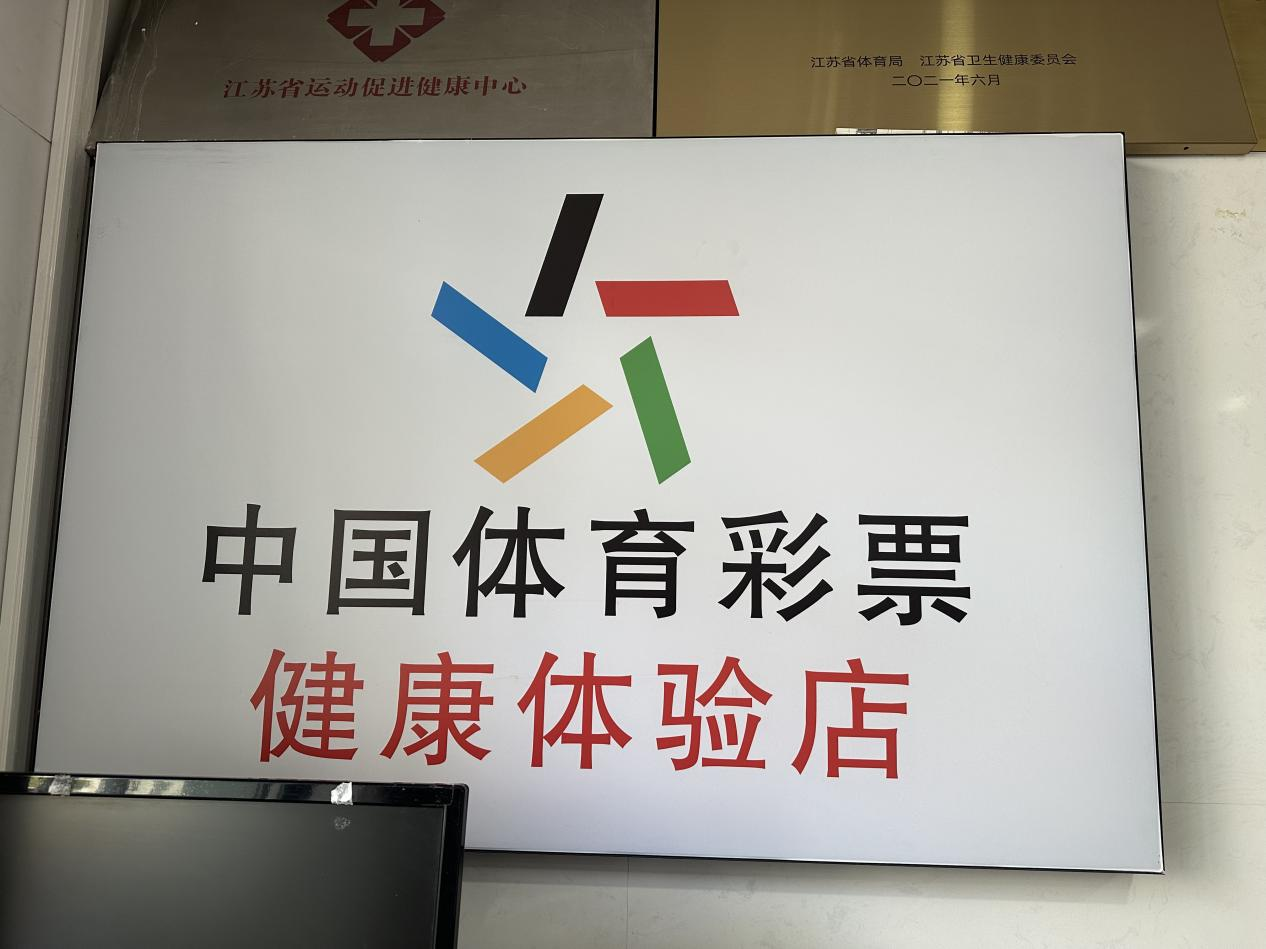 江苏省运动促进健康中心
江苏省体育局 江苏省卫生健康委员会
二〇二一年六月
中国体育彩票
健康体验店